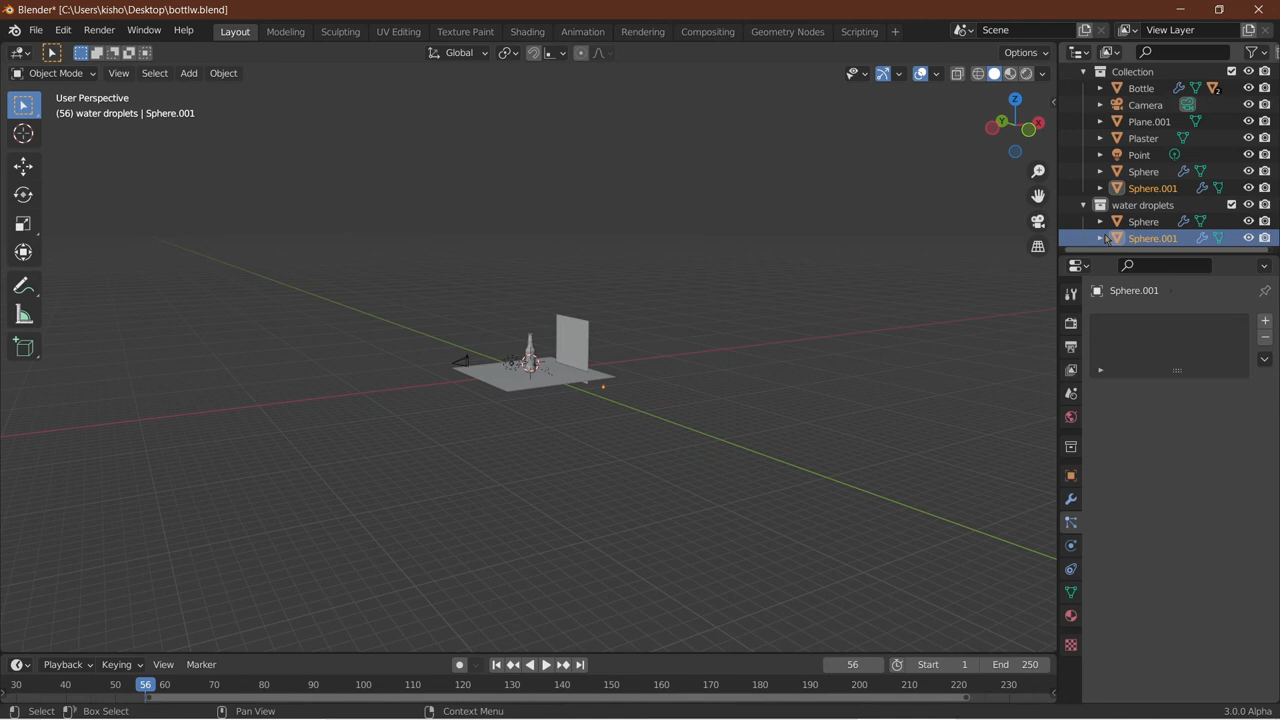 Blender* [C:\Users\kisho\Desktop\bottlw.blend]
File Edit Render Window Help Layout Modeling Sculpting UV Editing Texture Paint Shading Animation Rendering Compositing Geometry Nodes Scripting + Scene View Layer
Global Options
Object Mode View Select Add Object
User Perspective
(56) water droplets | Sphere.001
Z
Y X
Collection
Bottle 2
Camera
Plane.001
Plaster
Point
Sphere
Sphere.001
water droplets
Sphere
Sphere.001
Sphere.001
Playback Keying View Marker 56 Start 1 End 250
30 40 50 56 60 70 80 90 100 110 120 130 140 150 160 170 180 190 200 210 220 230
Select Box Select Pan View Context Menu 3.0.0 Alpha